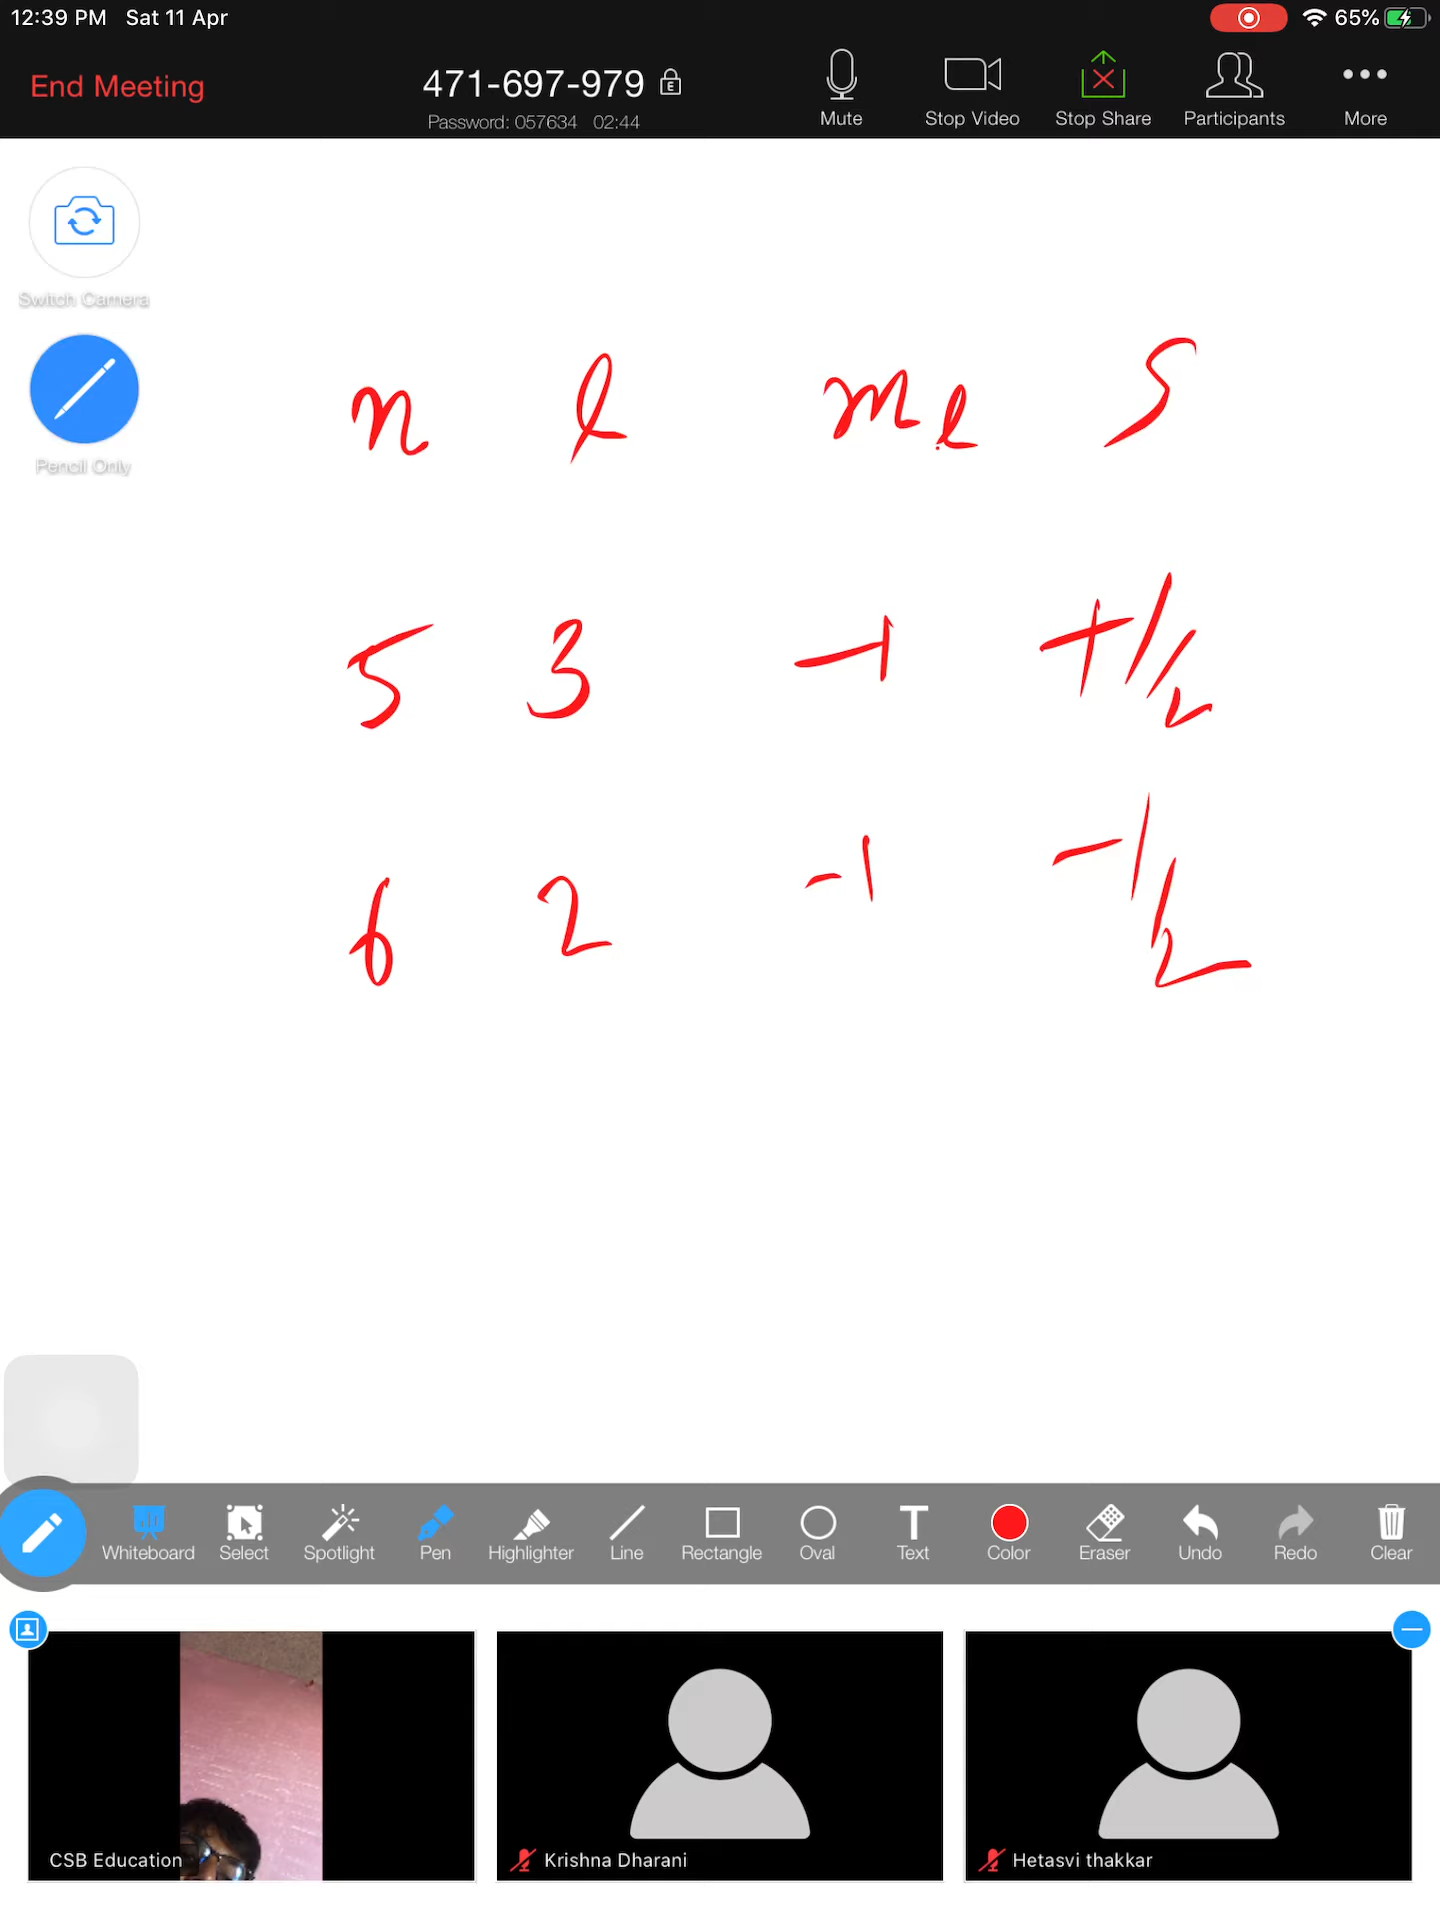 12:39 PM Sat 11 Apr 65%
End Meeting
471-697-979
Password: 057634 02:44
Mute Stop Video Stop Share Participants More
Switch Camera
Pencil Only
n l ml s
5 3 -1 +1/2
6 2 -1 -1/2
Whiteboard Select Spotlight Pen Highlighter Line Rectangle Oval Text Color Eraser Undo Redo Clear
CSB Education Krishna Dharani Hetasvi thakkar